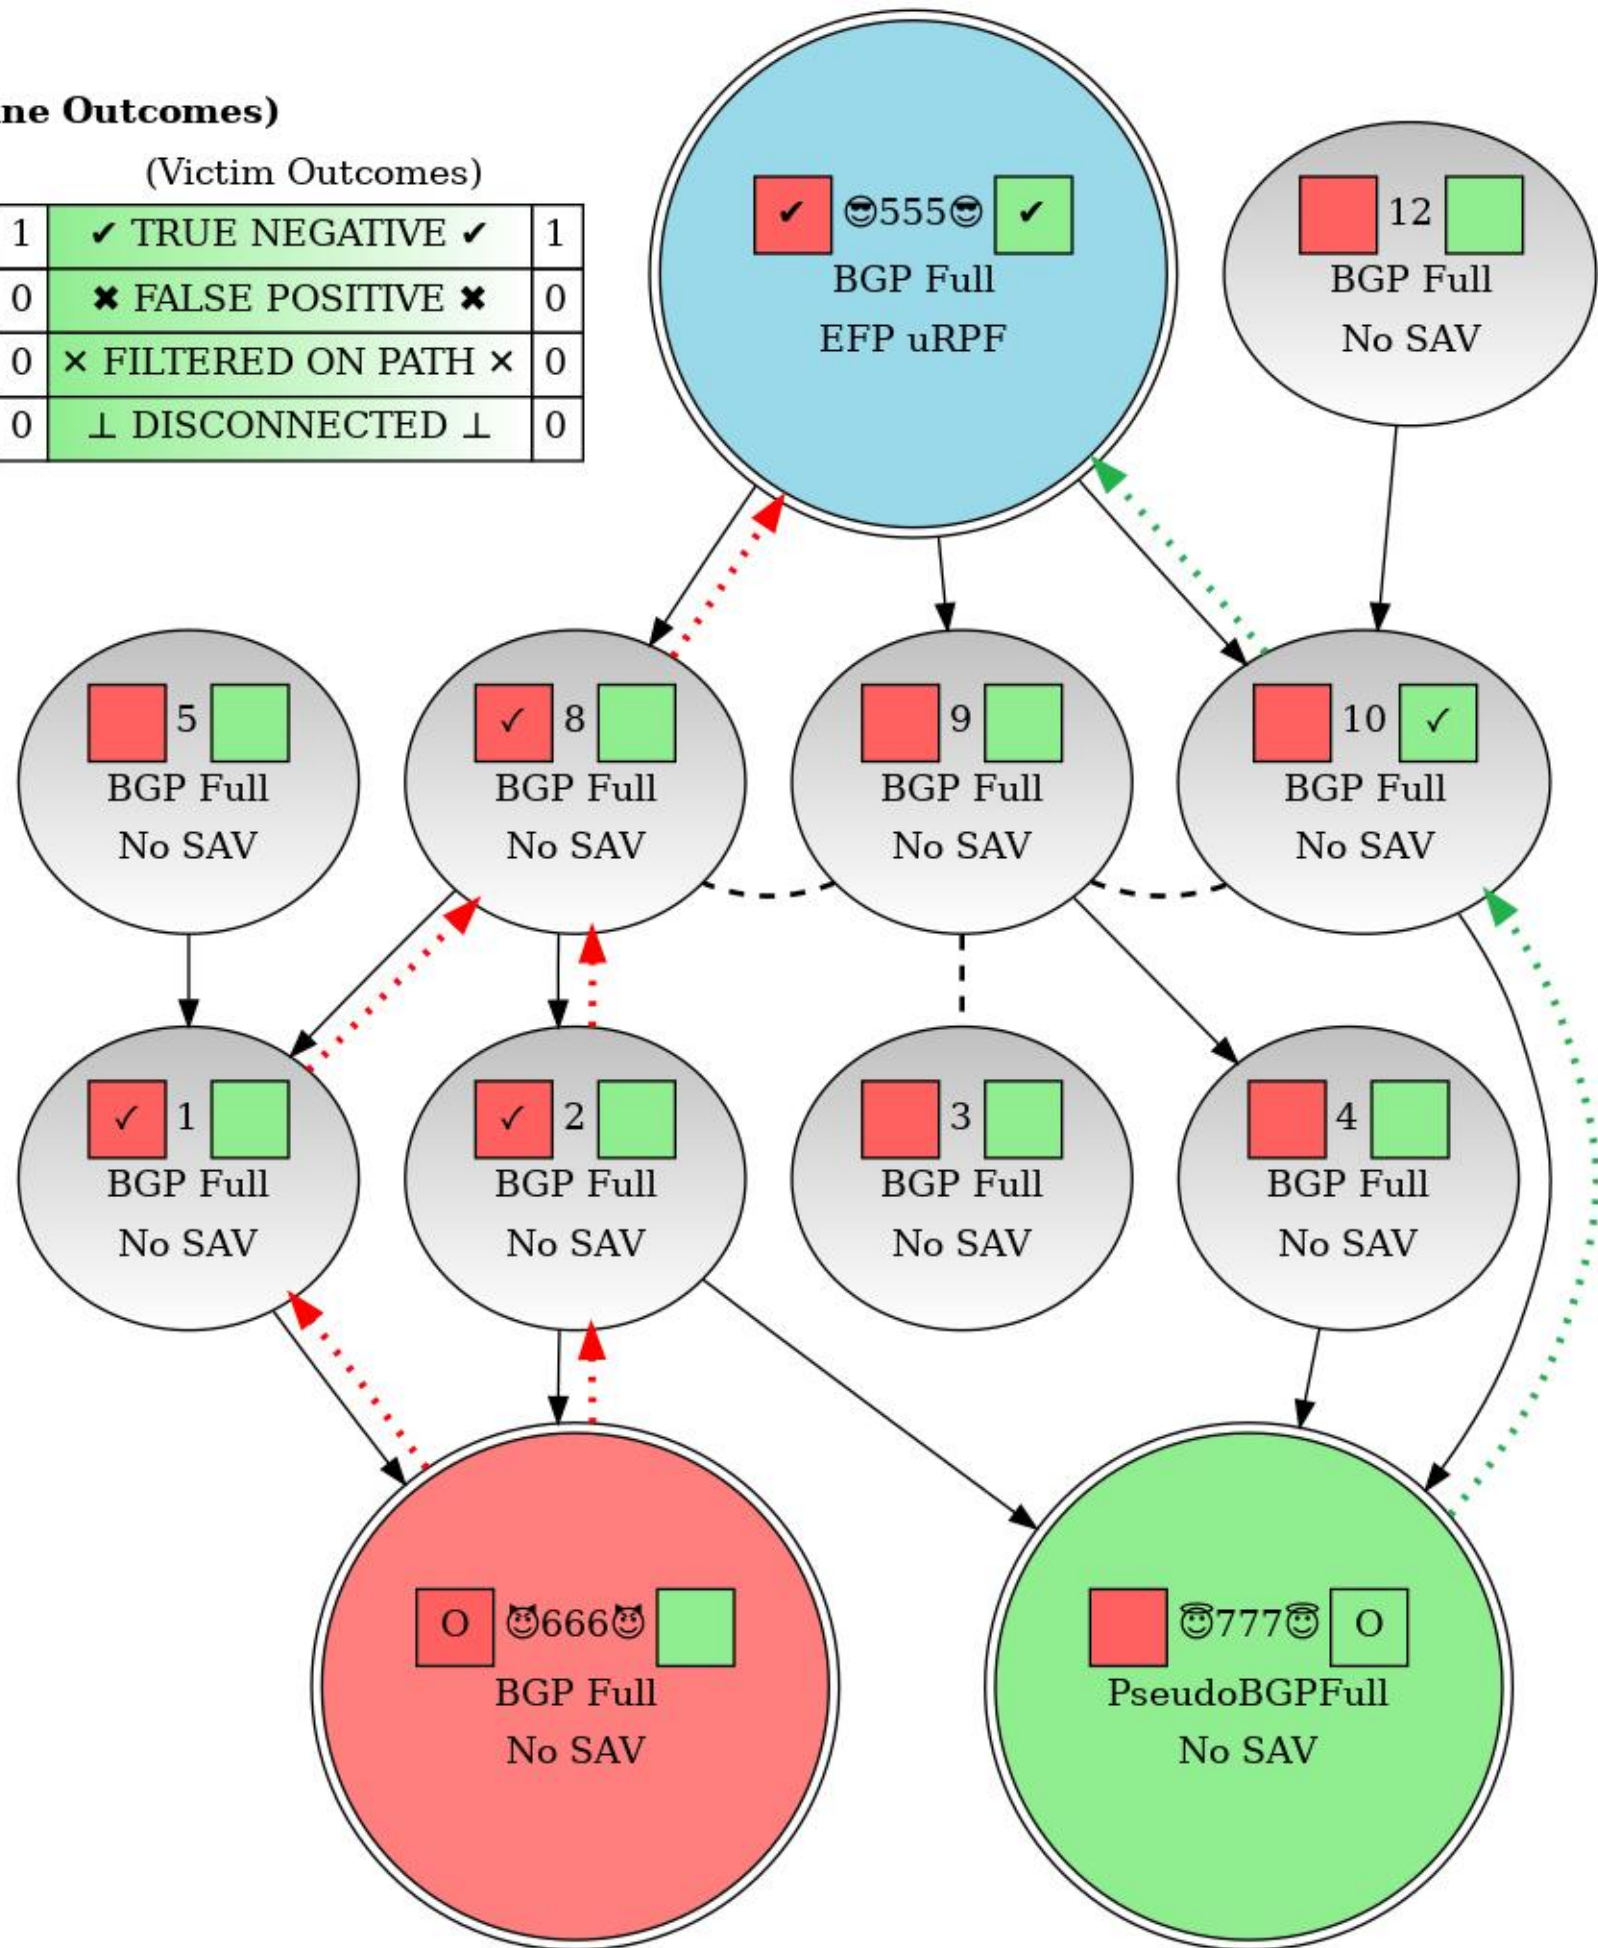 ne Outcomes)
(Victim Outcomes)
1 ✔ TRUE NEGATIVE ✔ 1
0 ✖ FALSE POSITIVE ✖ 0
0 ✕ FILTERED ON PATH ✕ 0
0 ⊥ DISCONNECTED ⊥ 0
✔ 😎555😎 ✔
BGP Full
EFP uRPF
12
BGP Full
No SAV
5
BGP Full
No SAV
✓ 8
BGP Full
No SAV
9
BGP Full
No SAV
10 ✓
BGP Full
No SAV
✓ 1
BGP Full
No SAV
✓ 2
BGP Full
No SAV
3
BGP Full
No SAV
4
BGP Full
No SAV
O 😈666😈
BGP Full
No SAV
😇777😇 O
PseudoBGPFull
No SAV